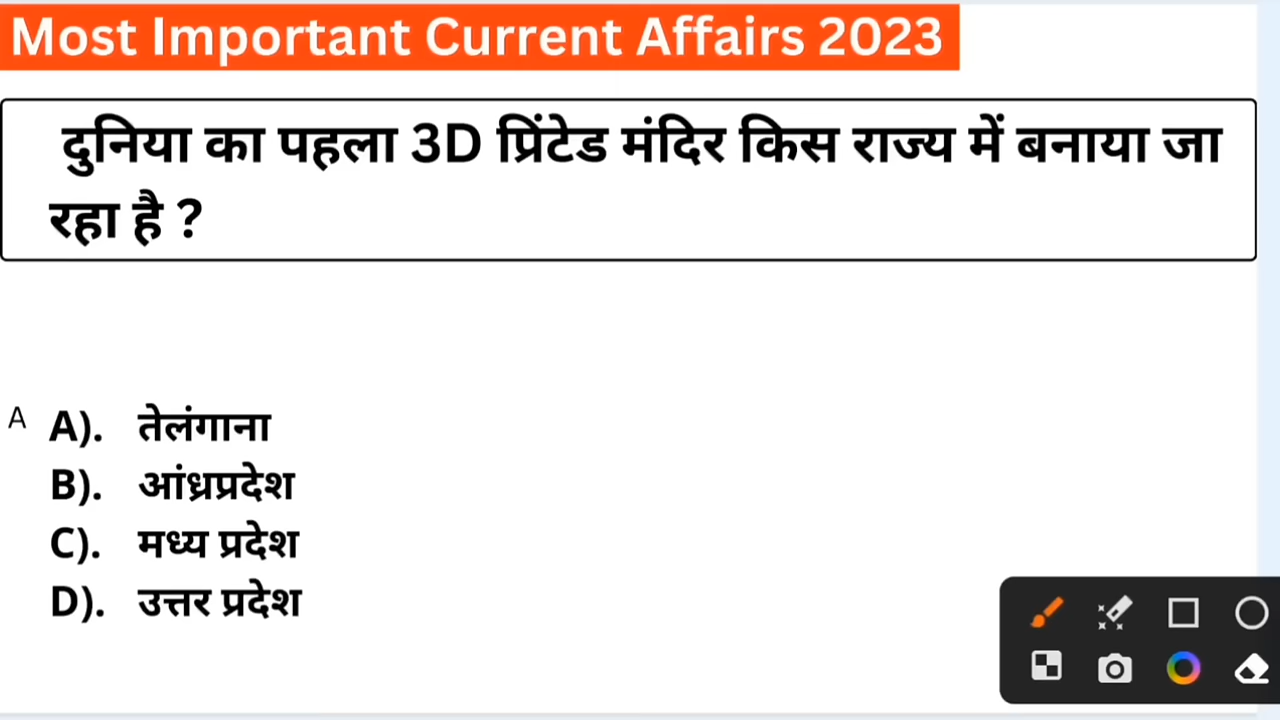 Most Important Current Affairs 2023
दुनिया का पहला 3D प्रिंटेड मंदिर किस राज्य में बनाया जा
रहा है ?
A A). तेलंगाना
B). आंध्रप्रदेश
C). मध्य प्रदेश
D). उत्तर प्रदेश